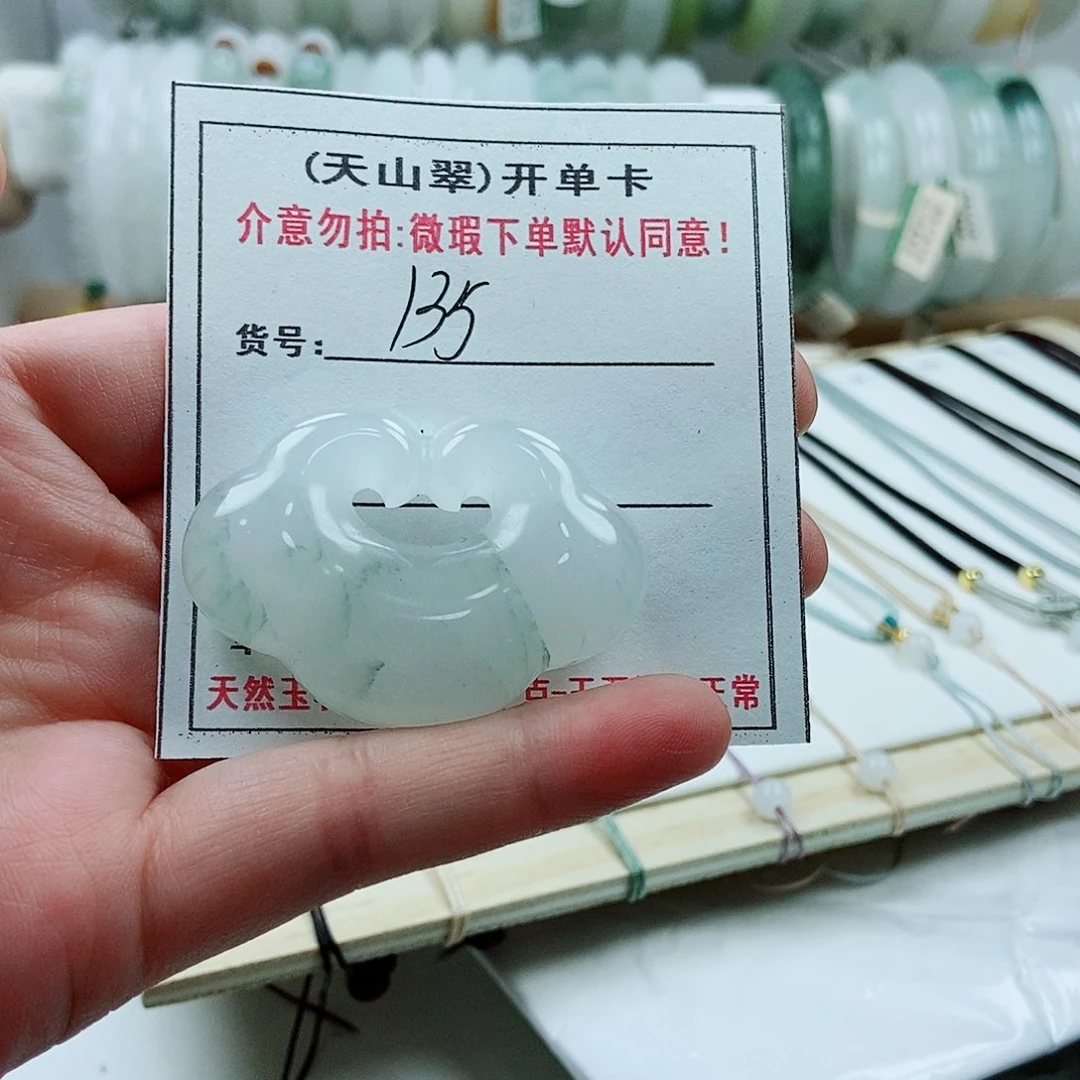 (天山翠)开单卡
介意勿拍:微瑕下单默认同意!
货号: 135
天然玉
正常